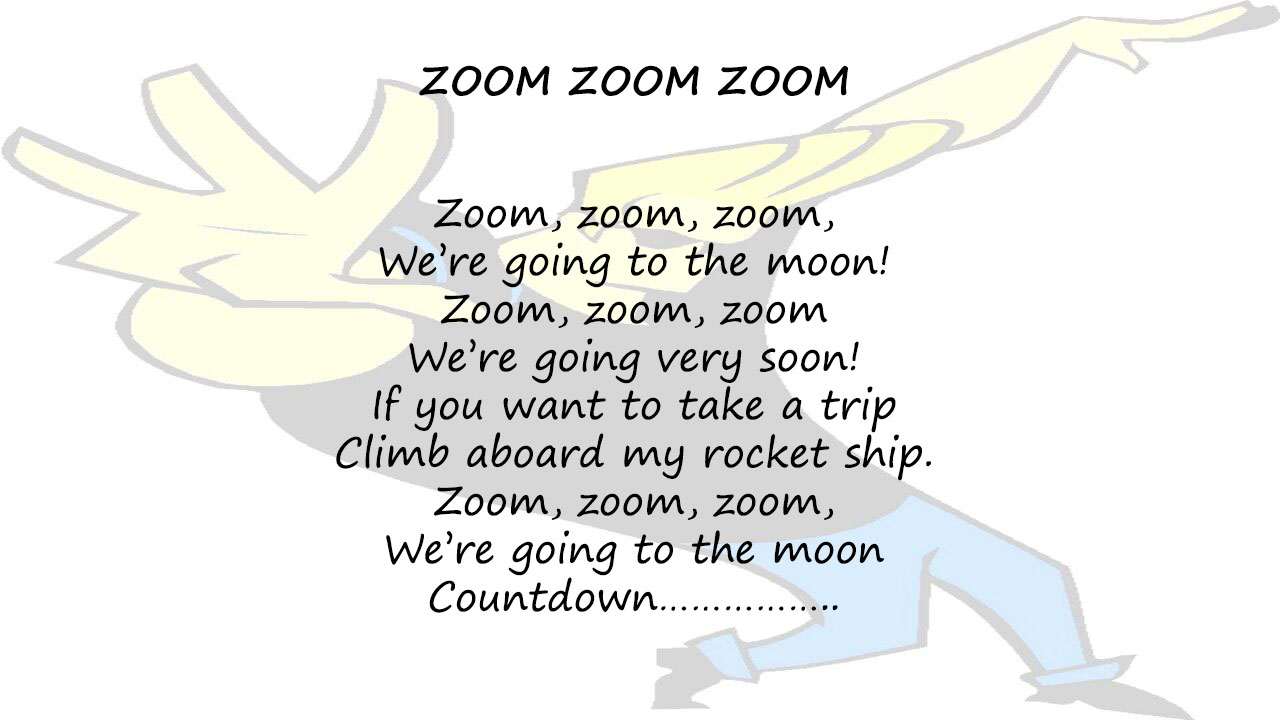 ZOOM ZOOM ZOOM
Zoom, zoom, zoom,
We’re going to the moon!
Zoom, zoom, zoom
We’re going very soon!
If you want to take a trip
Climb aboard my rocket ship.
Zoom, zoom, zoom,
We’re going to the moon
Countdown……………..